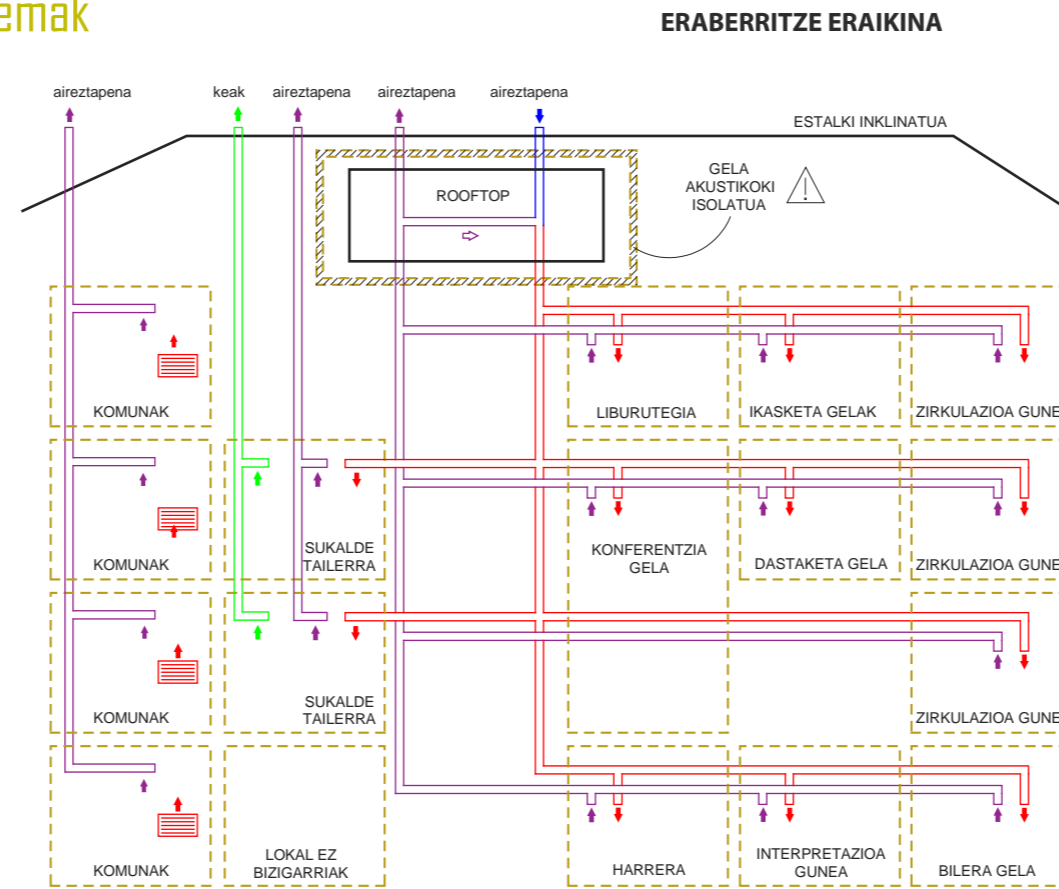 ERABERRITZE ERAIKINA
aireztapena
keak
aireztapena
aireztapena
aireztapena
ESTALKI INKLINATUA
ROOFTOP
GELA
AKUSTIKOKI
ISOLATUA
KOMUNAK
LIBURUTEGIA
IKASKETA GELAK
ZIRKULAZIOA GUNE
KOMUNAK
SUKALDE
TAILERRA
KONFERENTZIA
GELA
DASTAKETA GELA
ZIRKULAZIOA GUNE
KOMUNAK
SUKALDE
TAILERRA
ZIRKULAZIOA GUNE
KOMUNAK
LOKAL EZ
BIZIGARRIAK
HARRERA
INTERPRETAZIOA
GUNEA
BILERA GELA